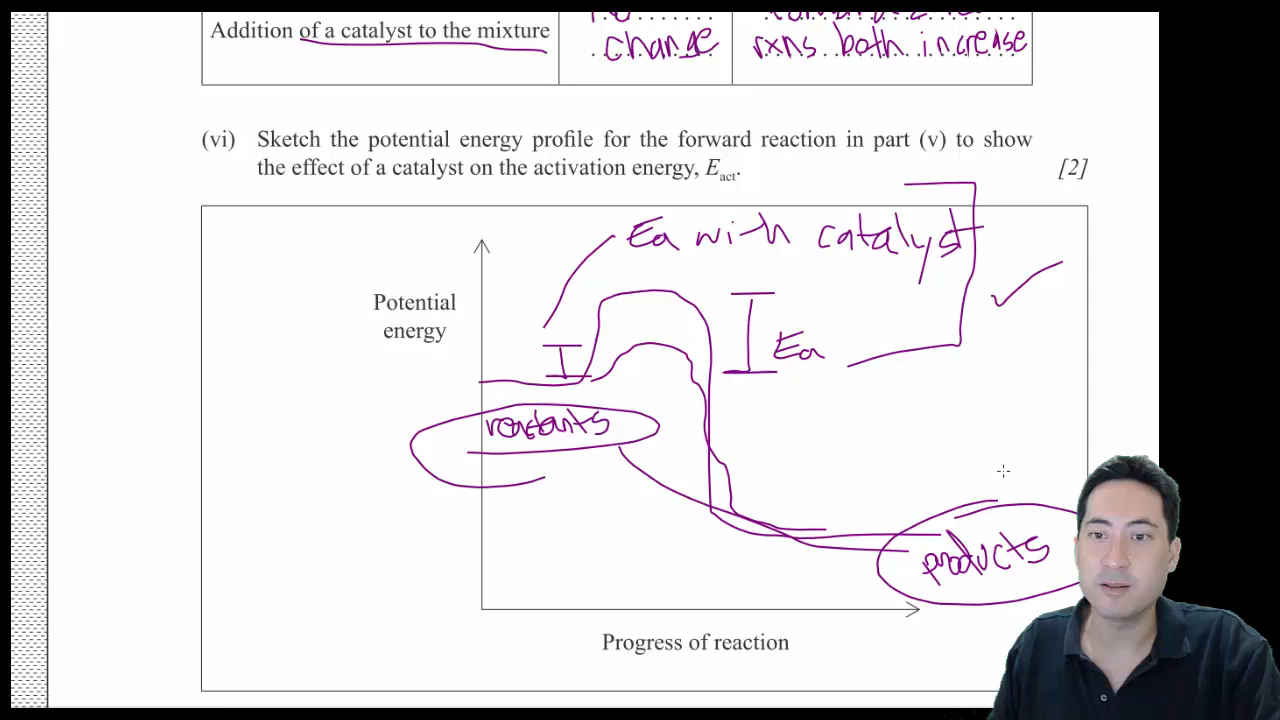 Addition of a catalyst to the mixture
change
rxns both increase
(vi) Sketch the potential energy profile for the forward reaction in part (v) to show
the effect of a catalyst on the activation energy, Eact.
[2]
Ea with catalyst
Potential
energy
Ea
reactants
products
Progress of reaction